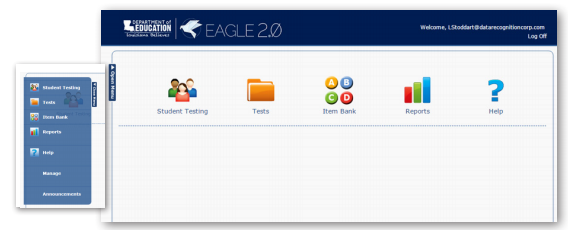 DEPARTMENT of
EDUCATION
Louisiana Believes
EAGLE 2.0
Welcome, LStoddart@datarecognitioncorp.com
Log Off
Open Menu
Student Testing
Tests
Item Bank
Reports
Help
A
B
C
D
Student Testing
Tests
Item Bank
Reports
Help
Manage
Announcements